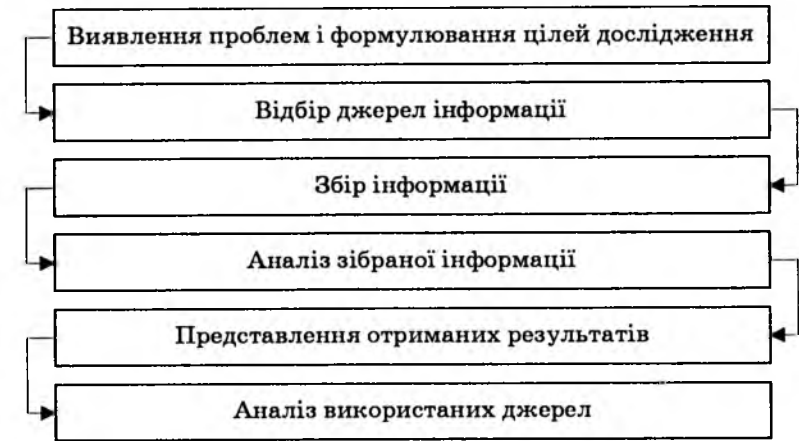 Виявлення проблем і формулювання цілей дослідження
Відбір джерел інформації
Збір інформації
Аналіз зібраної інформації
Представлення отриманих результатів
Аналіз використаних джерел